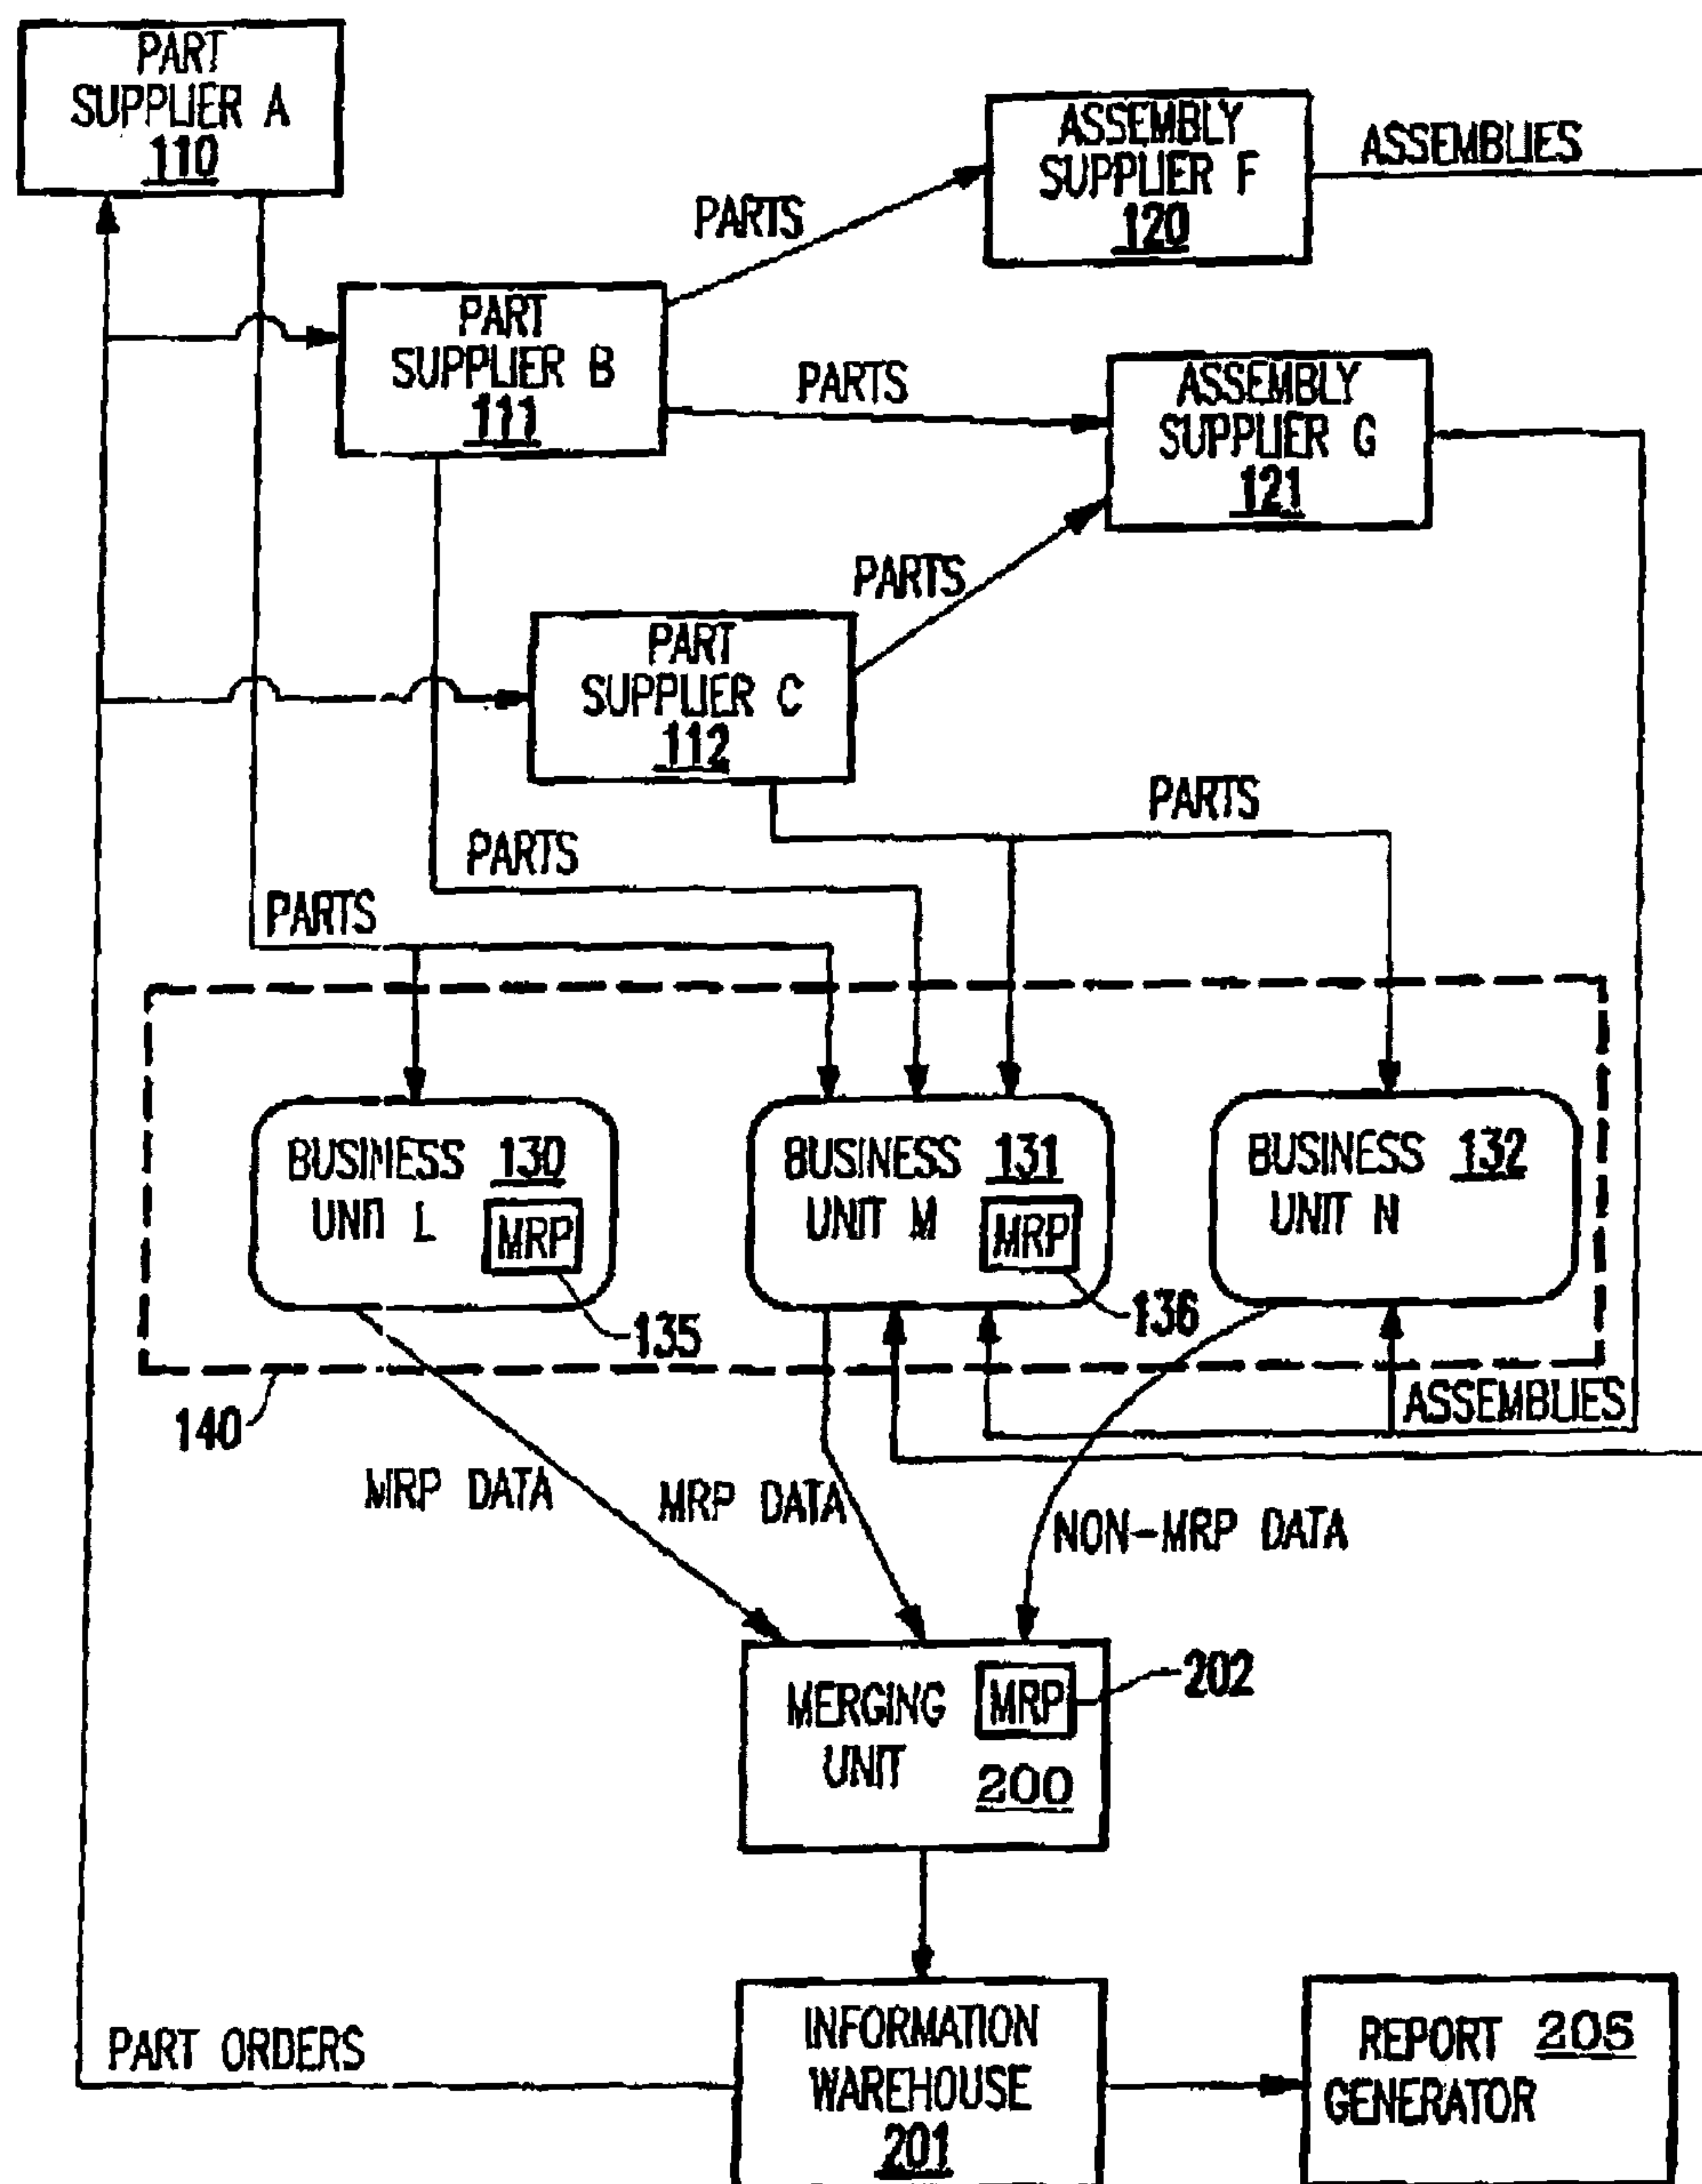 PART
SUPPLIER A
110
ASSEMBLY
SUPPLIER F
120
ASSEMBLIES
PARTS
PART
SUPPLIER B
111
PARTS
ASSEMBLY
SUPPLIER G
121
PARTS
PART
SUPPLIER C
112
PARTS
PARTS
PARTS
BUSINESS 130
UNIT L
MRP
135
BUSINESS 131
UNIT M
MRP
136
BUSINESS 132
UNIT N
140
ASSEMBLIES
MRP DATA
MRP DATA
NON-MRP DATA
MERGING
UNIT
MRP
202
200
PART ORDERS
INFORMATION
WAREHOUSE
201
REPORT 205
GENERATOR